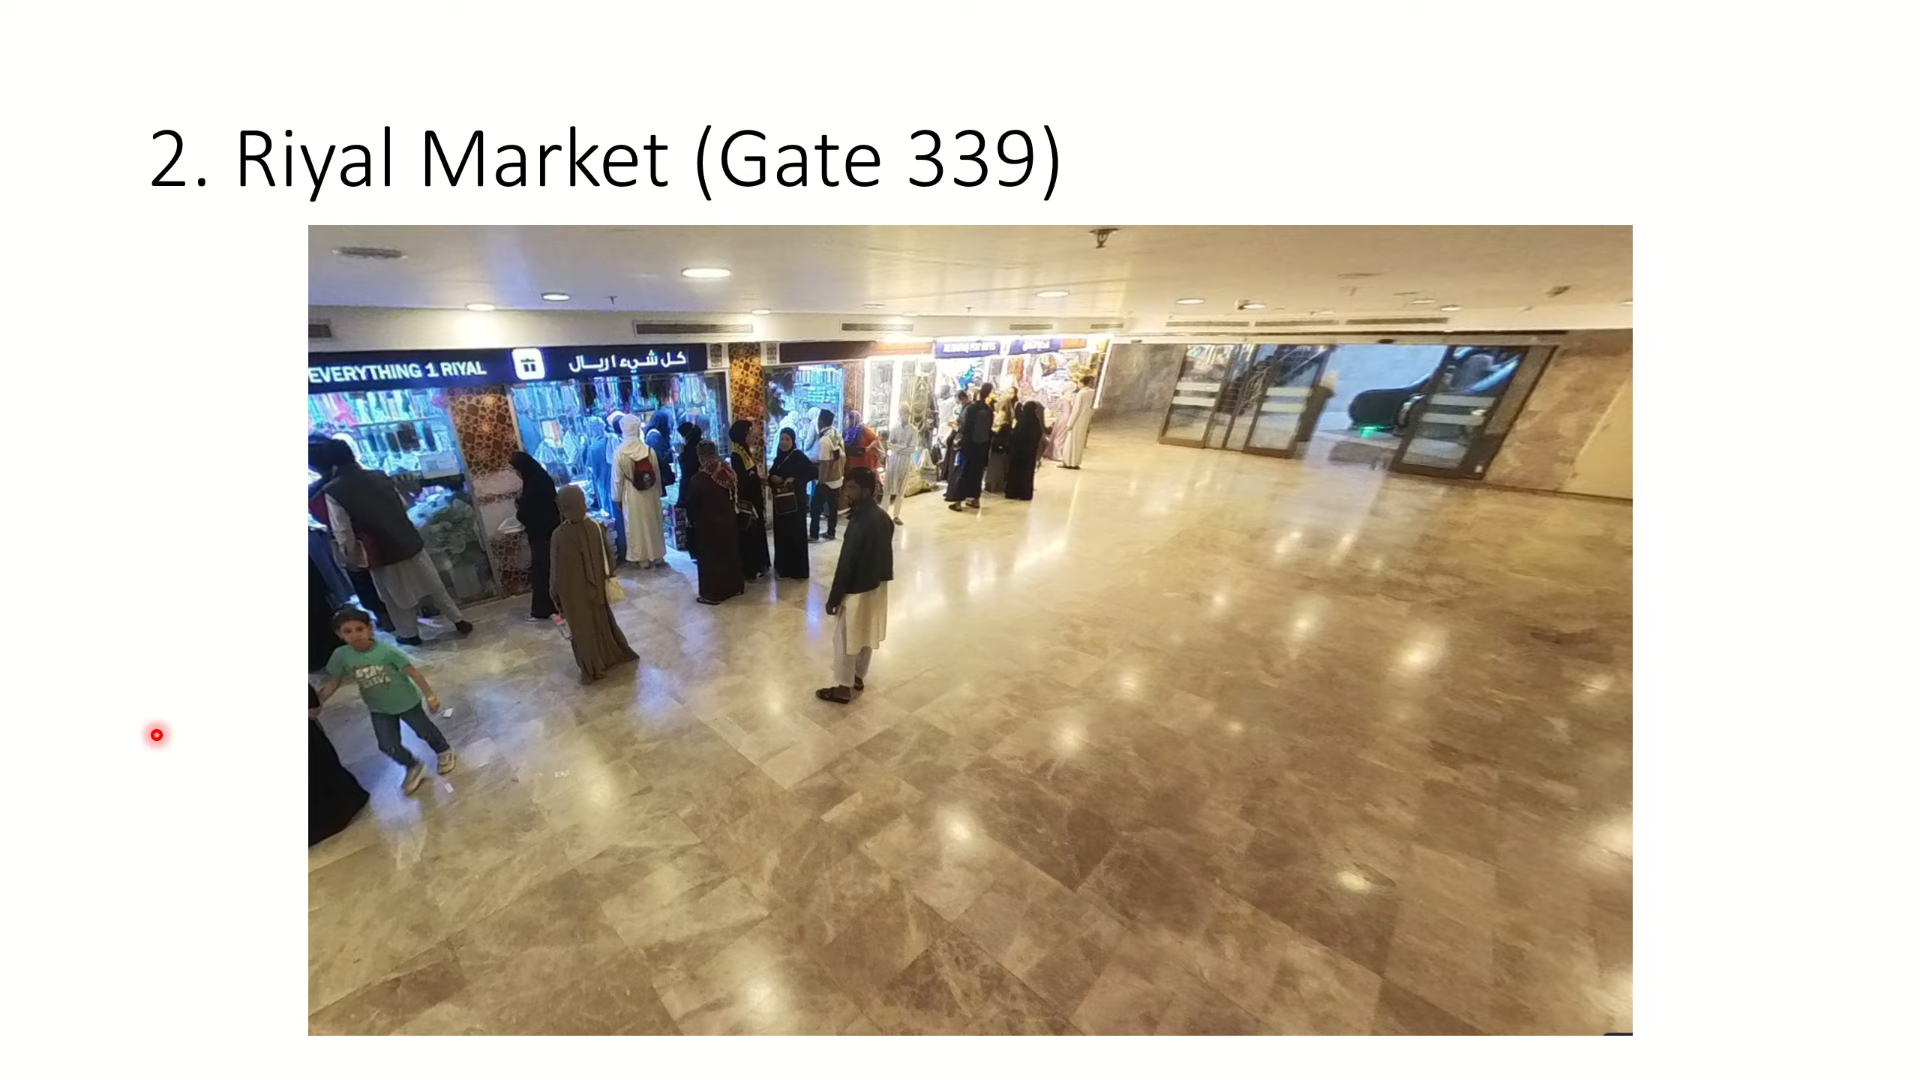 2. Riyal Market (Gate 339)
EVERYTHING 1 RIYAL
كل شيء ١ ريال